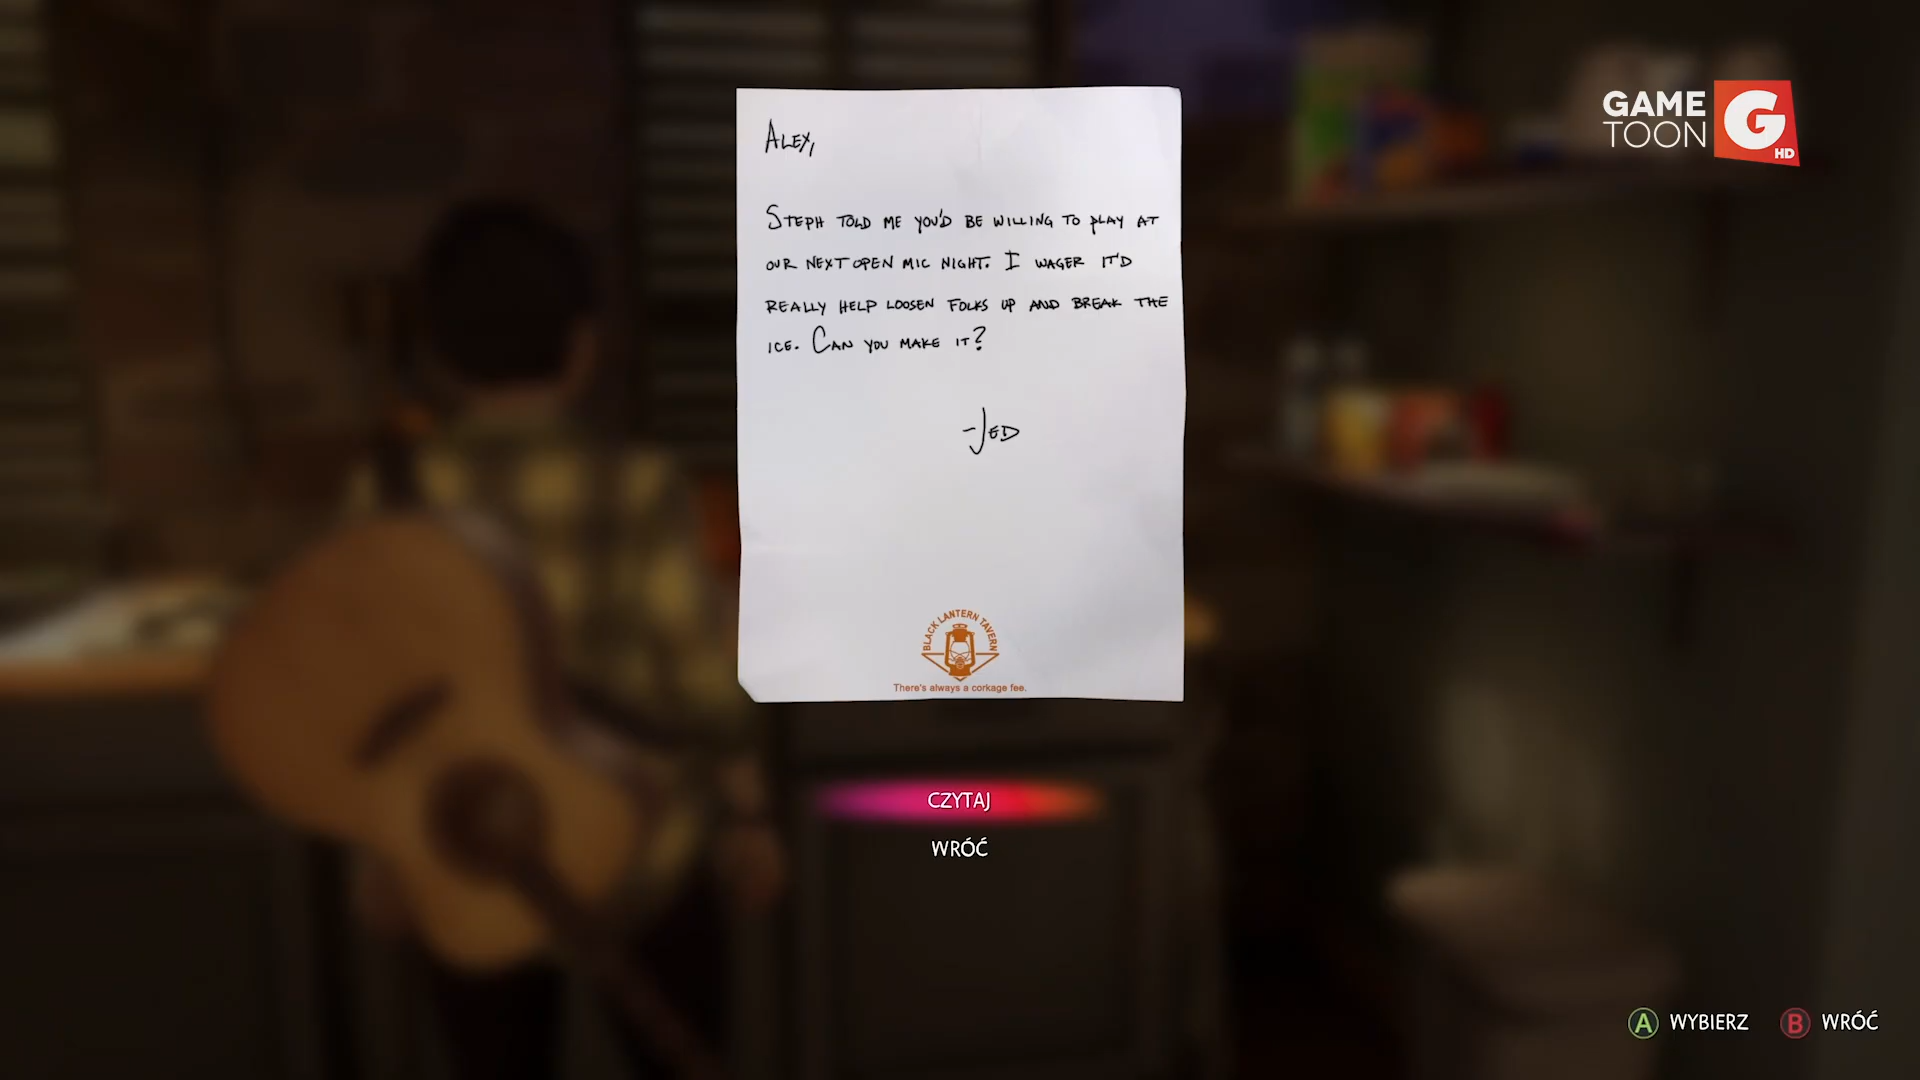 GAME
TOON
G
HD
ALEX,
STEPH TOLD ME YOU'D BE WILLING TO PLAY AT
OUR NEXT OPEN MIC NIGHT. I WAGER IT'D
REALLY HELP LOOSEN FOLKS UP AND BREAK THE
ICE. CAN YOU MAKE IT?
-JED
BLACK LANTERN TAVERN
There's always a corkage fee.
CZYTAJ
WRÓĆ
A WYBIERZ B WRÓĆ